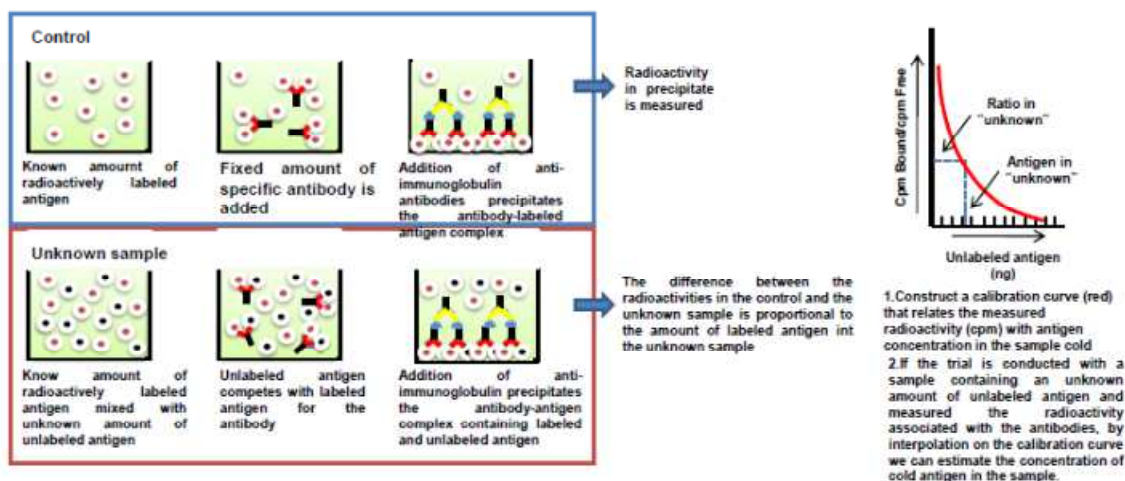 Control
Known amournt of
radioactively labeled
antigen
Fixed amount of
specific antibody is
added
Addition of anti-
immunoglobulin
antibodies precipitates
the antibody-labeled
antigen complex
Radioactivity
in precipitate
is measured
Unknown sample
Know amount of
radioactively labeled
antigen mixed with
unknown amount of
unlabeled antigen
Unlabeled antigen
competes with labeled
antigen for the
antibody
Addition of anti-
immunoglobulin precipitates
the antibody-antigen
complex containing labeled
and unlabeled antigen
The difference between the
radioactivities in the control and the
unknown sample is proportional to
the amount of labeled antigen int
the unknown sample
Cpm Bound/cpm Free
Ratio in
"unknown"
Antigen in
"unknown"
Unlabeled antigen
(ng)
1.Construct a calibration curve (red)
that relates the measured
radioactivity (cpm) with antigen
concentration in the sample cold
2.If the trial is conducted with a
sample containing an unknown
amount of unlabeled antigen and
measured the radioactivity
associated with the antibodies, by
interpolation on the calibration curve
we can estimate the concentration of
cold antigen in the sample.